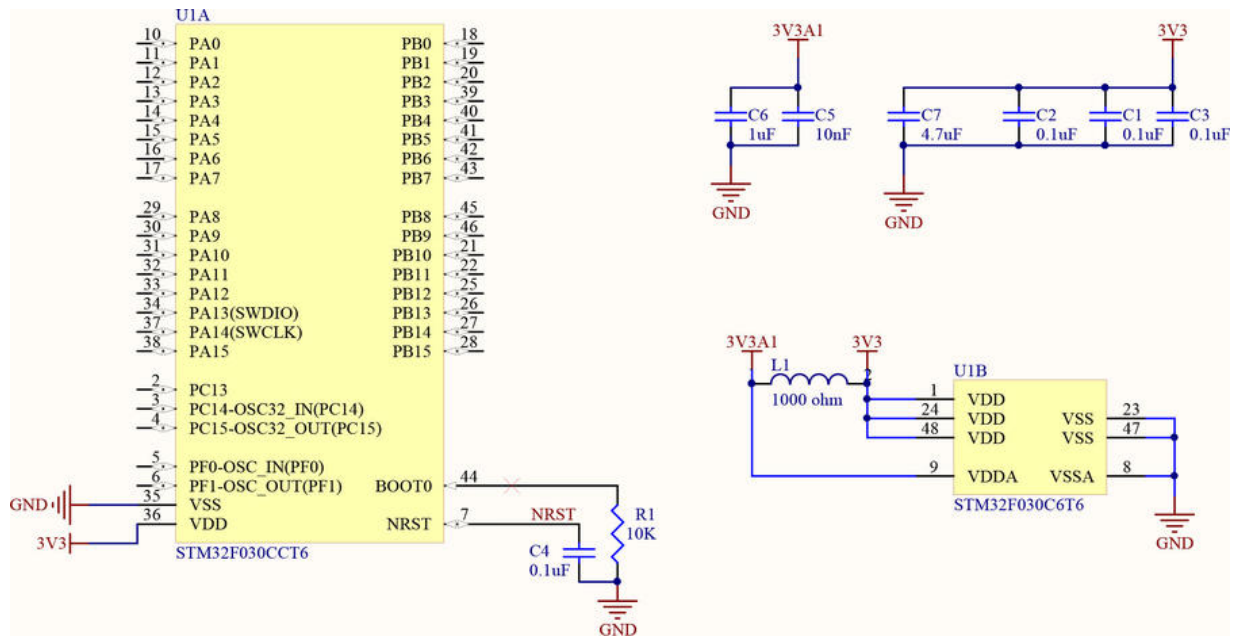 U1A
10 PA0 PB0 18
11 PA1 PB1 19
12 PA2 PB2 20
13 PA3 PB3 39
14 PA4 PB4 40
15 PA5 PB5 41
16 PA6 PB6 42
17 PA7 PB7 43
29 PA8 PB8 45
30 PA9 PB9 46
31 PA10 PB10 21
32 PA11 PB11 22
33 PA12 PB12 25
34 PA13(SWDIO) PB13 26
37 PA14(SWCLK) PB14 27
38 PA15 PB15 28
2 PC13
3 PC14-OSC32_IN(PC14)
4 PC15-OSC32_OUT(PC15)
5 PF0-OSC_IN(PF0)
6 PF1-OSC_OUT(PF1) BOOT0 44
GND 35 VSS
3V3 36 VDD NRST 7 NRST
STM32F030CCT6
R1
10K
C4
0.1uF
GND
3V3A1
C6
1uF
C5
10nF
GND
3V3
C7
4.7uF
C2
0.1uF
C1
0.1uF
C3
0.1uF
GND
3V3A1 3V3
1 L1 2
1000 ohm
U1B
1 VDD
24 VDD VSS 23
48 VDD VSS 47
9 VDDA VSSA 8
STM32F030C6T6
GND